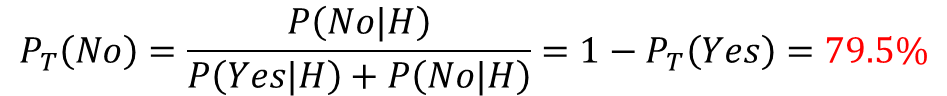 P_T(No) = P(No|H) / P(Yes|H) + P(No|H) = 1 − P_T(Yes) = 79.5%